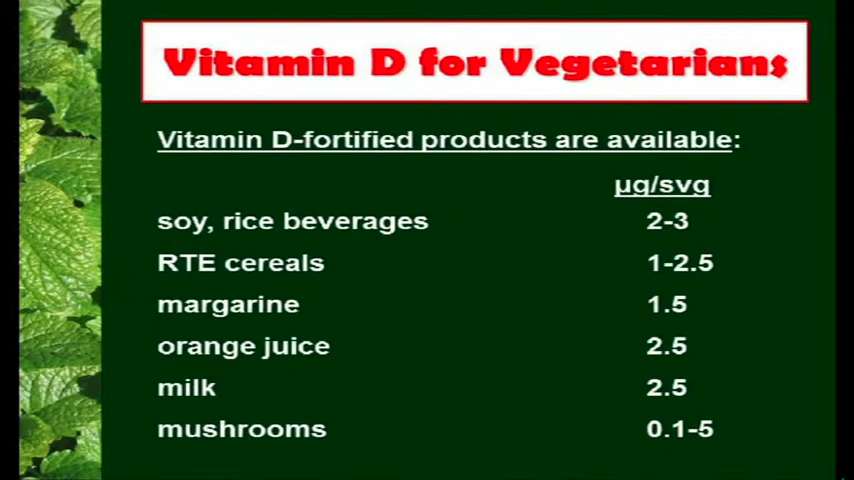 Vitamin D for Vegetarians
Vitamin D-fortified products are available:
µg/svg
soy, rice beverages 2-3
RTE cereals 1-2.5
margarine 1.5
orange juice 2.5
milk 2.5
mushrooms 0.1-5